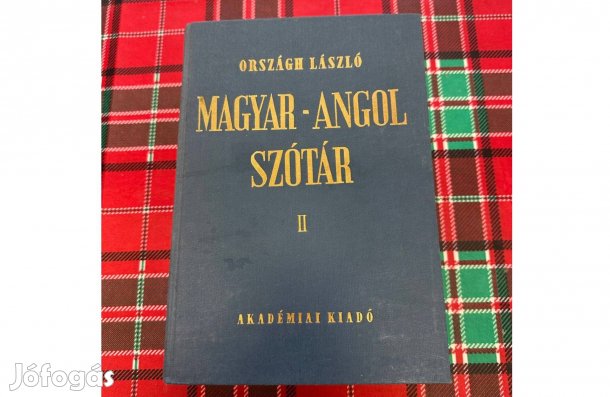 ORSZÁGH LÁSZLÓ
MAGYAR - ANGOL
SZÓTÁR
II
AKADÉMIAI KIADÓ
Jófogás